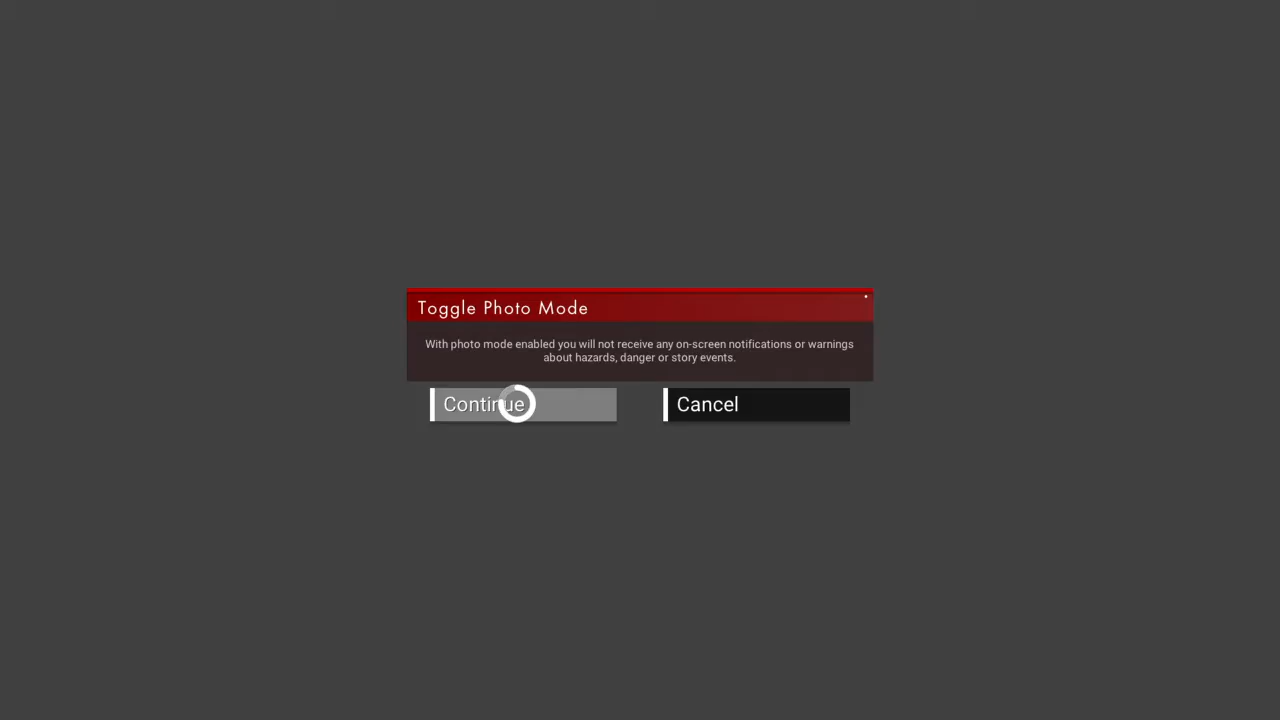 Toggle Photo Mode
With photo mode enabled you will not receive any on-screen notifications or warnings
about hazards, danger or story events.
Continue
Cancel